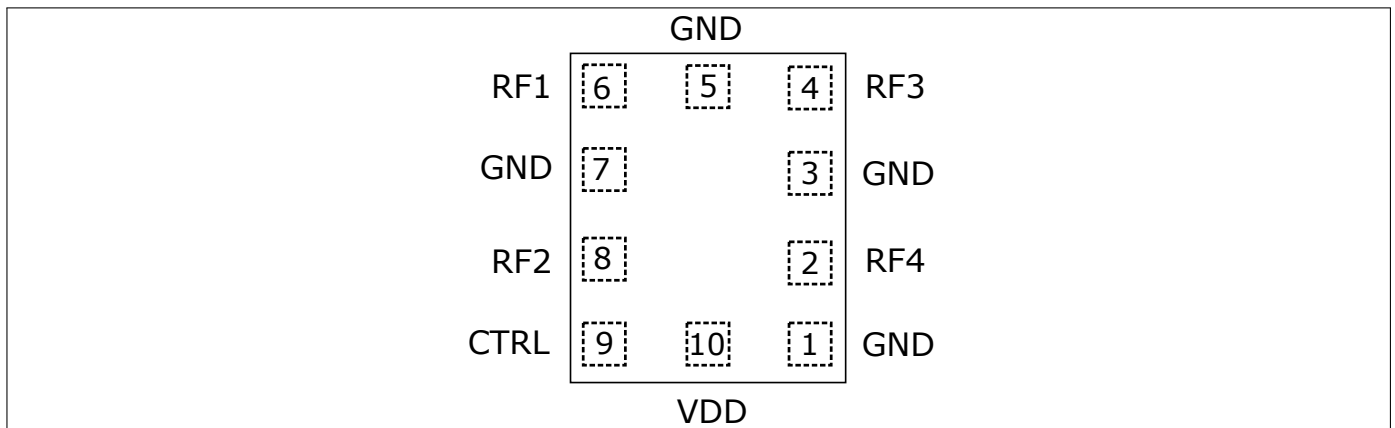 GND
RF1 6 5 4 RF3
GND 7 3 GND
RF2 8 2 RF4
CTRL 9 10 1 GND
VDD